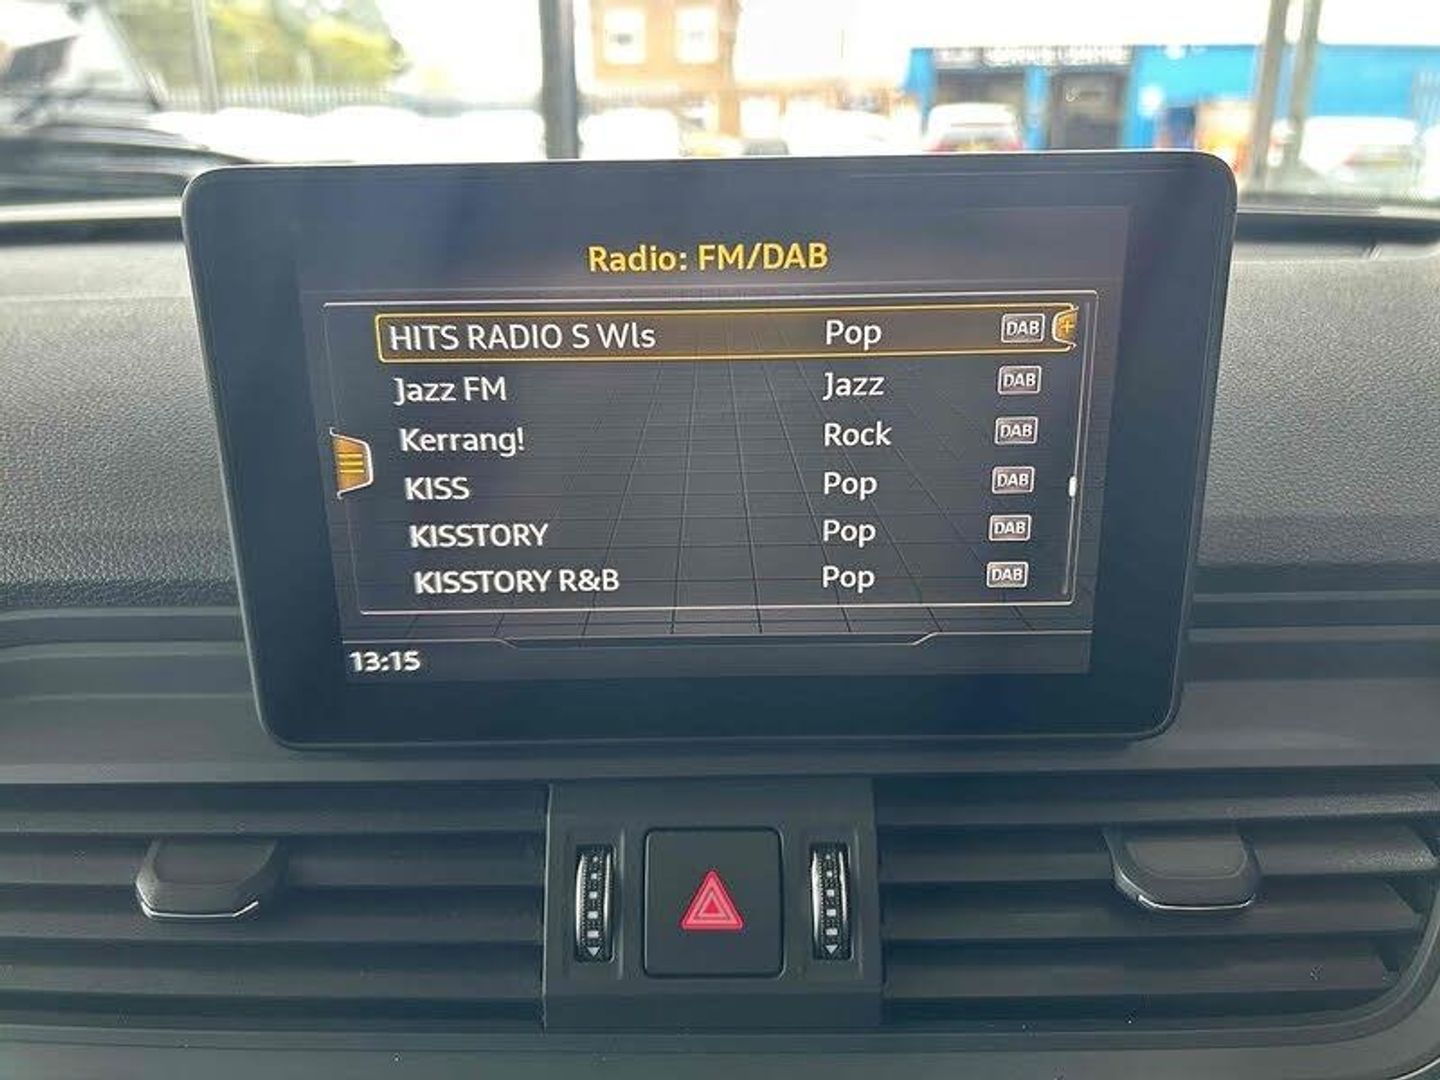 Radio: FM/DAB
HITS RADIO S Wls Pop DAB +
Jazz FM Jazz DAB
Kerrang! Rock DAB
KISS Pop DAB
KISSTORY Pop DAB
KISSTORY R&B Pop DAB
13:15